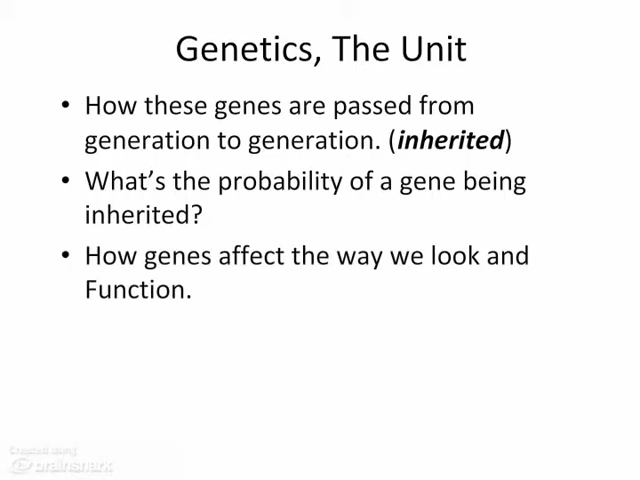 Genetics, The Unit
• How these genes are passed from
generation to generation. (inherited)
• What's the probability of a gene being
inherited?
• How genes affect the way we look and
Function.
Created using
brainshark